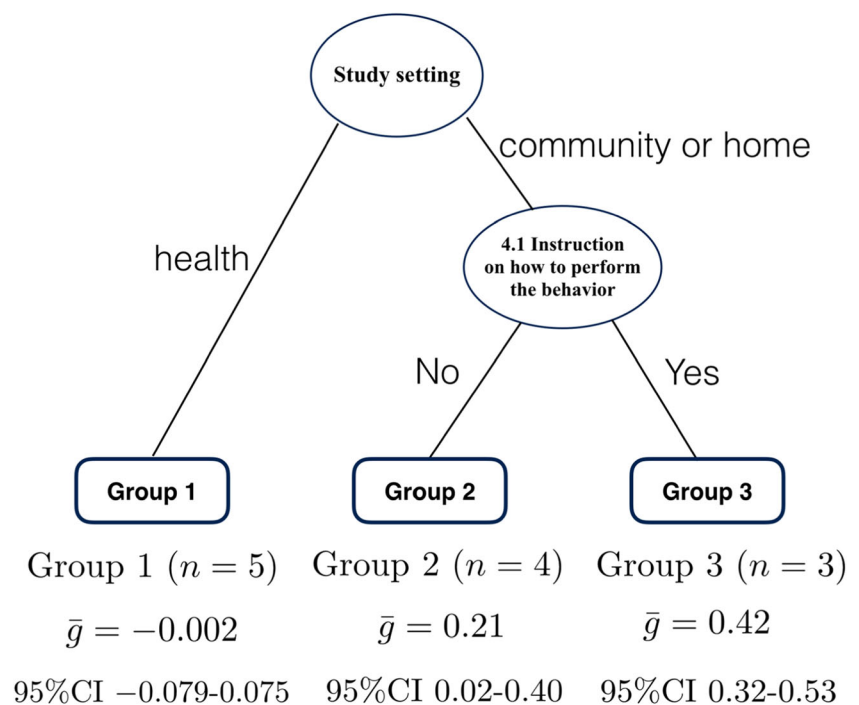 Study setting
community or home
health
4.1 Instruction
on how to perform
the behavior
No
Yes
Group 1
Group 2
Group 3
Group 1 (n = 5)
Group 2 (n = 4)
Group 3 (n = 3)
ḡ = −0.002
ḡ = 0.21
ḡ = 0.42
95%CI −0.079-0.075
95%CI 0.02-0.40
95%CI 0.32-0.53